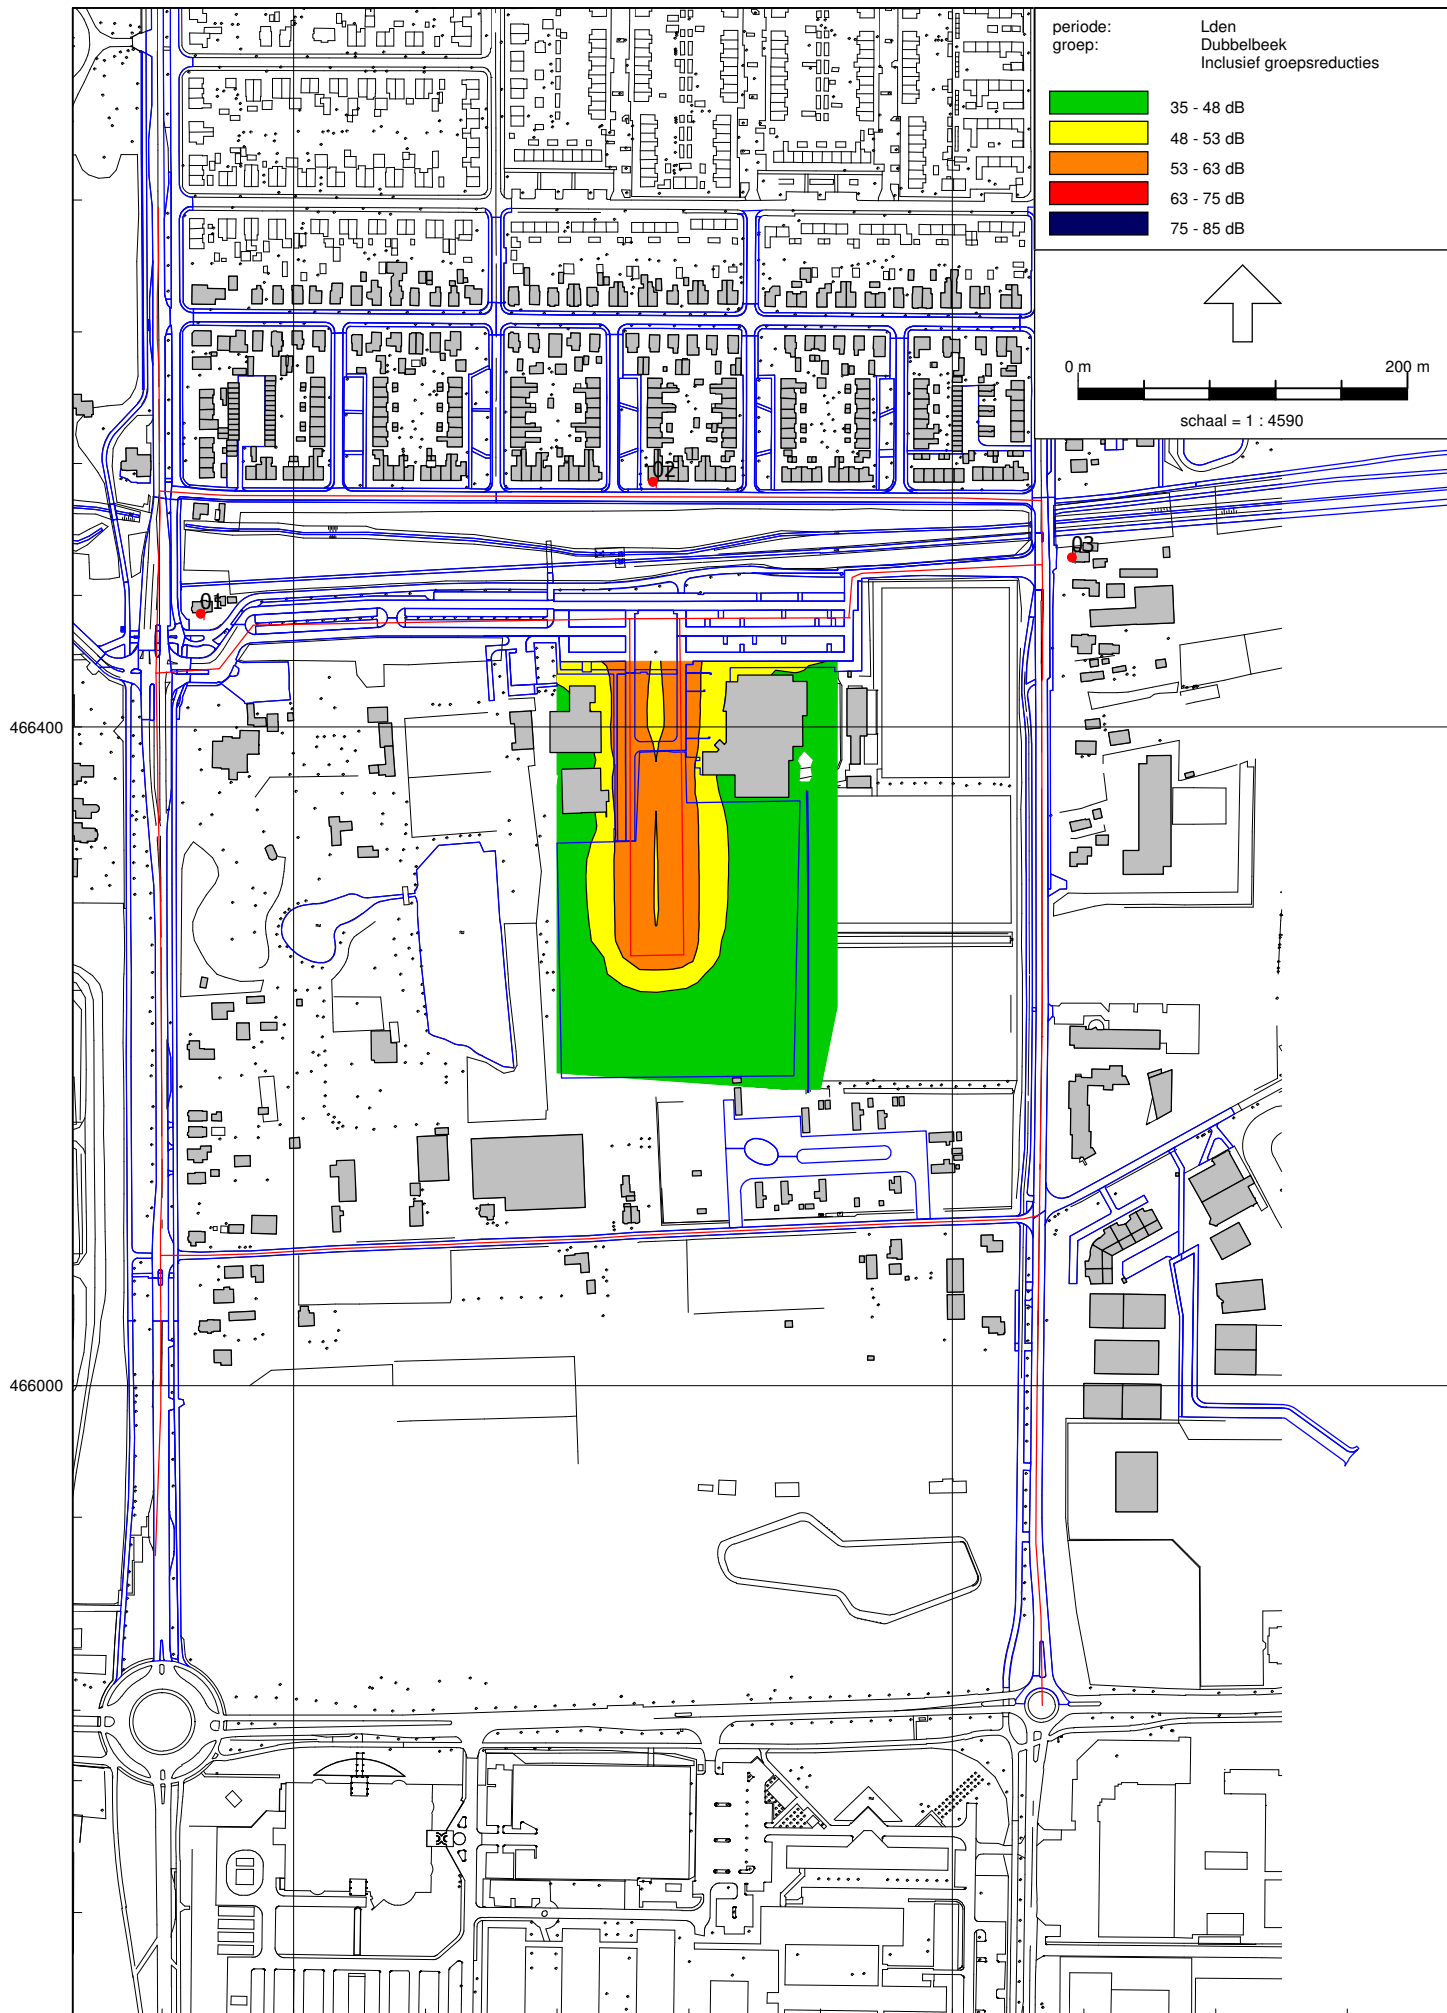 periode: Lden
groep: Dubbelbeek
Inclusief groepsreducties
35 - 48 dB
48 - 53 dB
53 - 63 dB
63 - 75 dB
75 - 85 dB
0 m 200 m
schaal = 1 : 4590
02
03
01
466400
466000